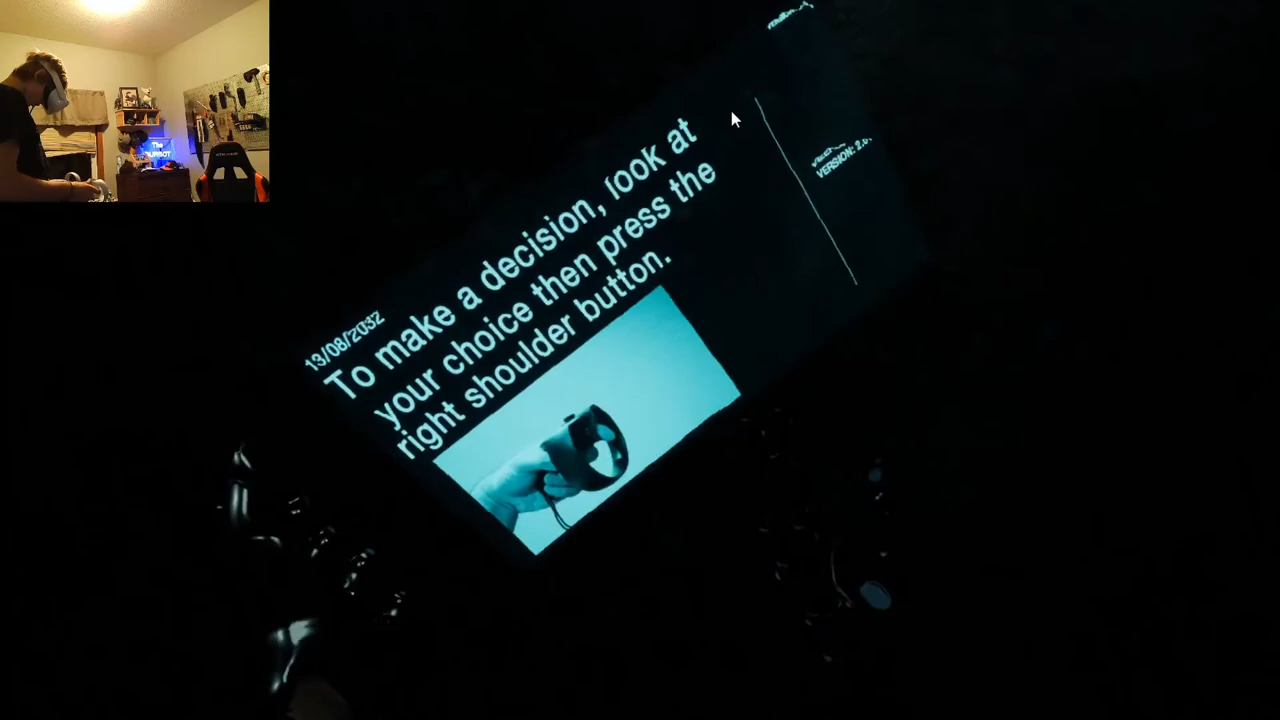 13/08/2032
To make a decision, look at
your choice then press the
right shoulder button.
VERSION: 2.0
The